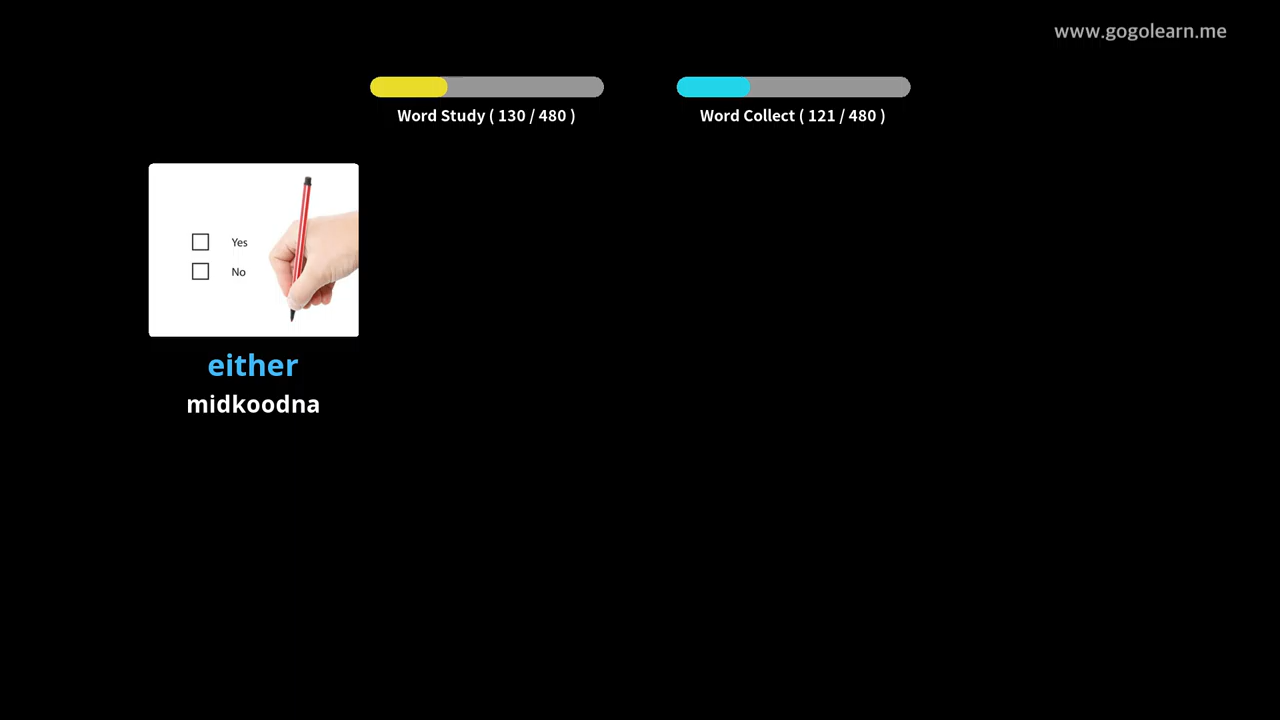 www.gogolearn.me
Word Study ( 130 / 480 )
Word Collect ( 121 / 480 )
Yes
No
either
midkoodna